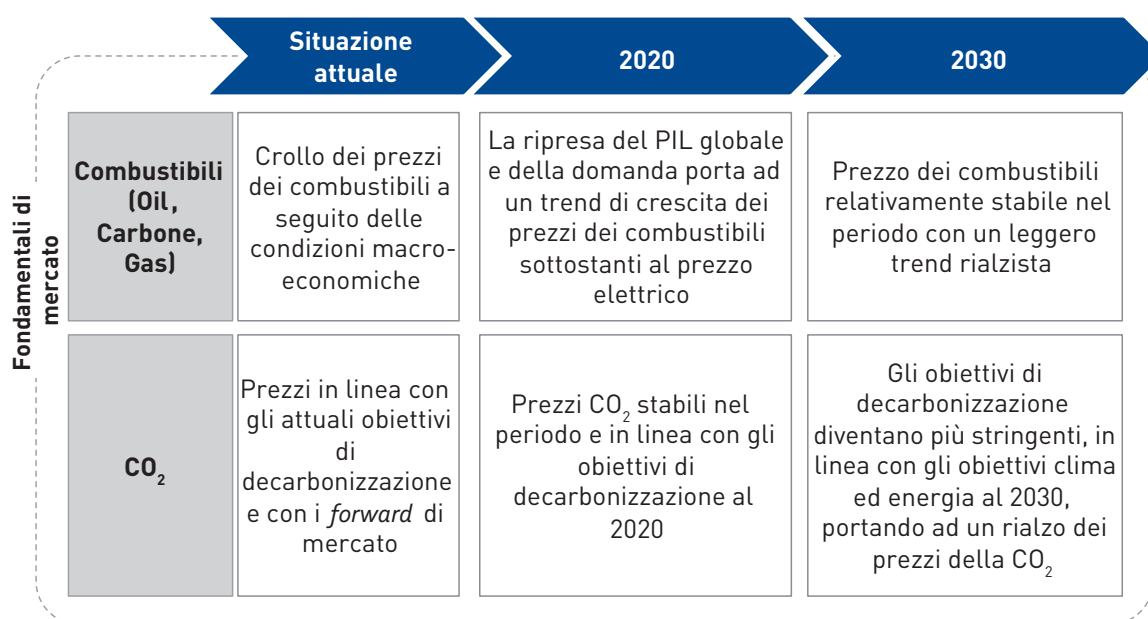 Situazione
attuale
2020
2030
Fondamentali di
mercato
Combustibili
(Oil,
Carbone,
Gas)
Crollo dei prezzi
dei combustibili a
seguito delle
condizioni macro-
economiche
La ripresa del PIL globale
e della domanda porta ad
un trend di crescita dei
prezzi dei combustibili
sottostanti al prezzo
elettrico
Prezzo dei combustibili
relativamente stabile nel
periodo con un leggero
trend rialzista
CO₂
Prezzi in linea con
gli attuali obiettivi
di
decarbonizzazione
e con i forward di
mercato
Prezzi CO₂ stabili nel
periodo e in linea con gli
obiettivi di
decarbonizzazione al
2020
Gli obiettivi di
decarbonizzazione
diventano più stringenti, in
linea con gli obiettivi clima
ed energia al 2030,
portando ad un rialzo dei
prezzi della CO₂